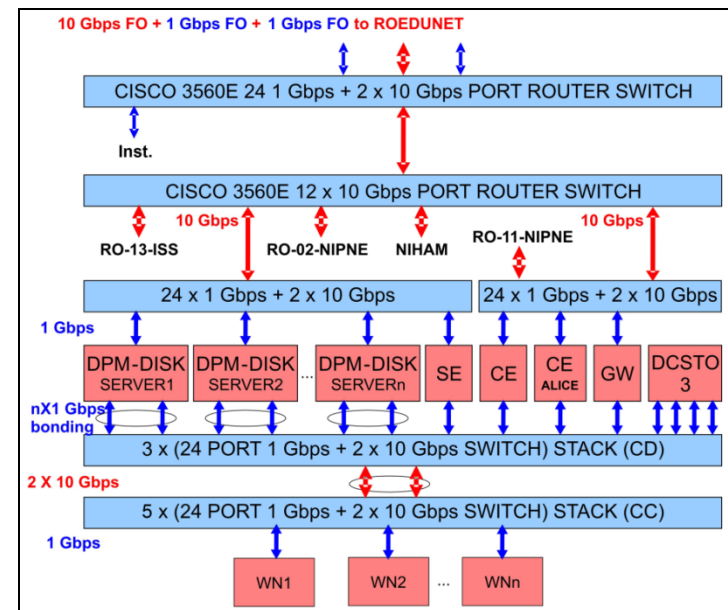 10 Gbps FO + 1 Gbps FO + 1 Gbps FO to ROEDUNET
CISCO 3560E 24 1 Gbps + 2 x 10 Gbps PORT ROUTER SWITCH
Inst.
CISCO 3560E 12 x 10 Gbps PORT ROUTER SWITCH
10 Gbps
10 Gbps
RO-13-ISS
RO-02-NIPNE
NIHAM
RO-11-NIPNE
24 x 1 Gbps + 2 x 10 Gbps
24 x 1 Gbps + 2 x 10 Gbps
1 Gbps
DPM-DISK
SERVER1
DPM-DISK
SERVER2
...
DPM-DISK
SERVERn
SE
CE
CE
ALICE
GW
DCSTO
3
nX1 Gbps
bonding
3 x (24 PORT 1 Gbps + 2 x 10 Gbps SWITCH) STACK (CD)
2 X 10 Gbps
5 x (24 PORT 1 Gbps + 2 x 10 Gbps SWITCH) STACK (CC)
1 Gbps
WN1
WN2
...
WNn